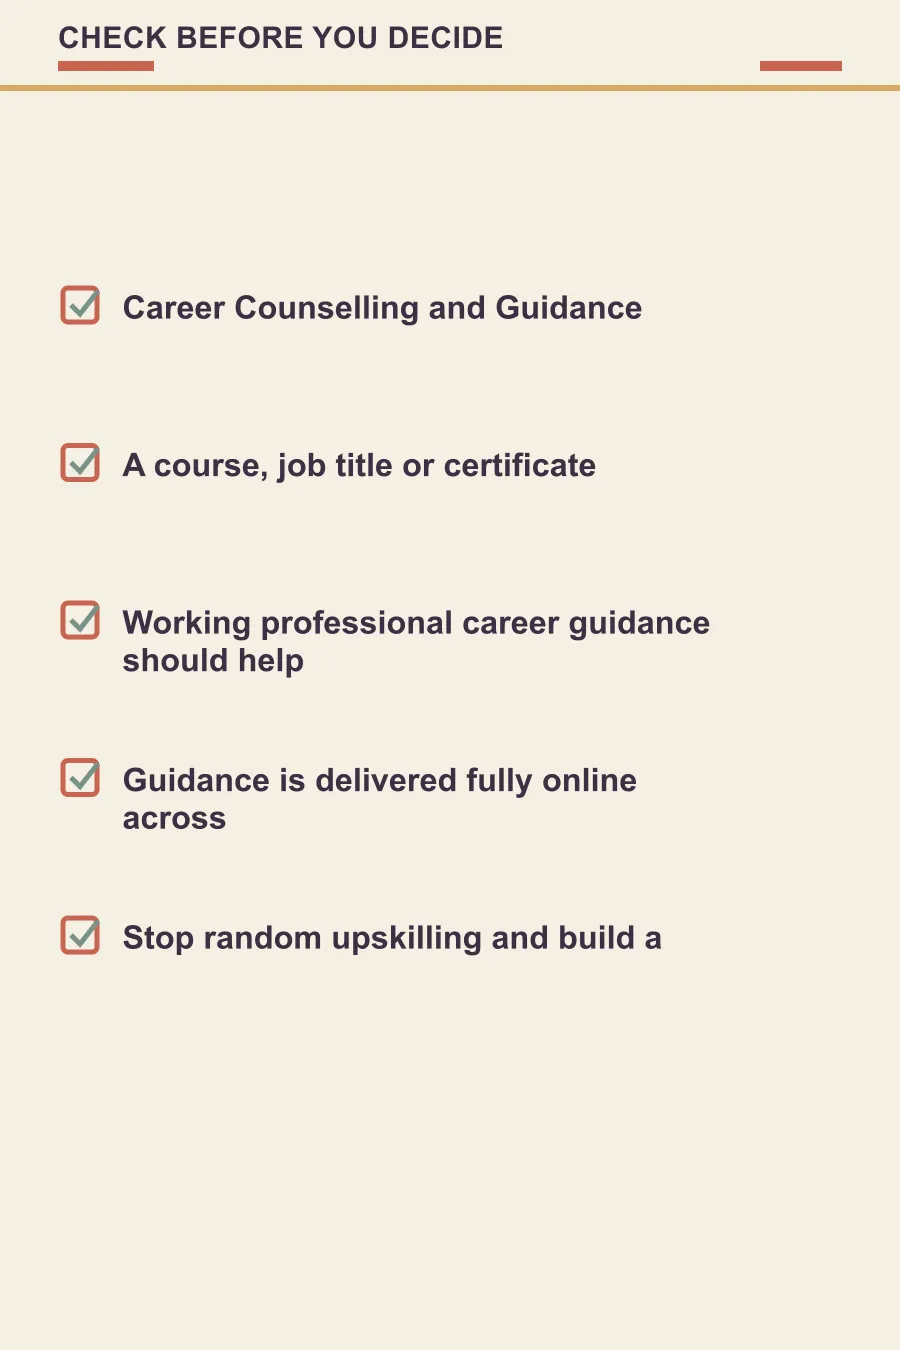 CHECK BEFORE YOU DECIDE
Career Counselling and Guidance
A course, job title or certificate
Working professional career guidance
should help
Guidance is delivered fully online
across
Stop random upskilling and build a